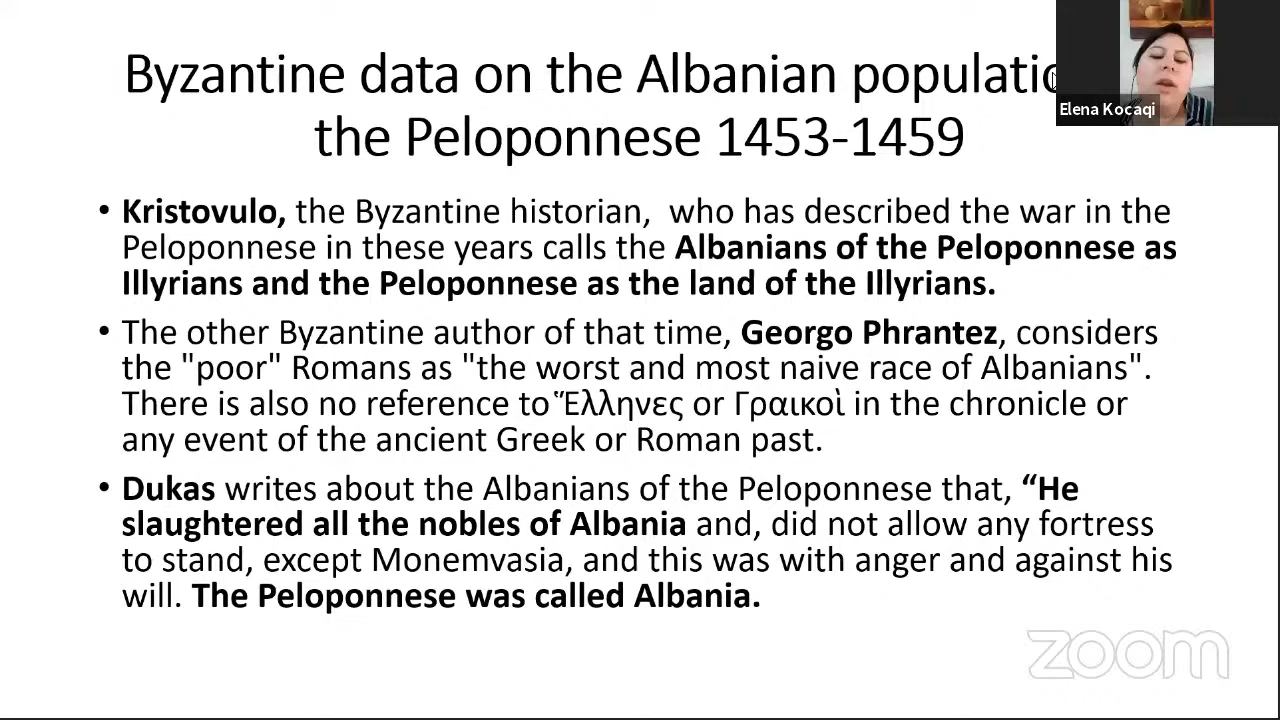 Byzantine data on the Albanian populatio
the Peloponnese 1453-1459
Elena Kocaqi
• Kristovulo, the Byzantine historian, who has described the war in the
Peloponnese in these years calls the Albanians of the Peloponnese as
Illyrians and the Peloponnese as the land of the Illyrians.
• The other Byzantine author of that time, Georgo Phrantez, considers
the "poor" Romans as "the worst and most naive race of Albanians".
There is also no reference to Ἕλληνες or Γραικοὶ in the chronicle or
any event of the ancient Greek or Roman past.
• Dukas writes about the Albanians of the Peloponnese that, “He
slaughtered all the nobles of Albania and, did not allow any fortress
to stand, except Monemvasia, and this was with anger and against his
will. The Peloponnese was called Albania.
zoom